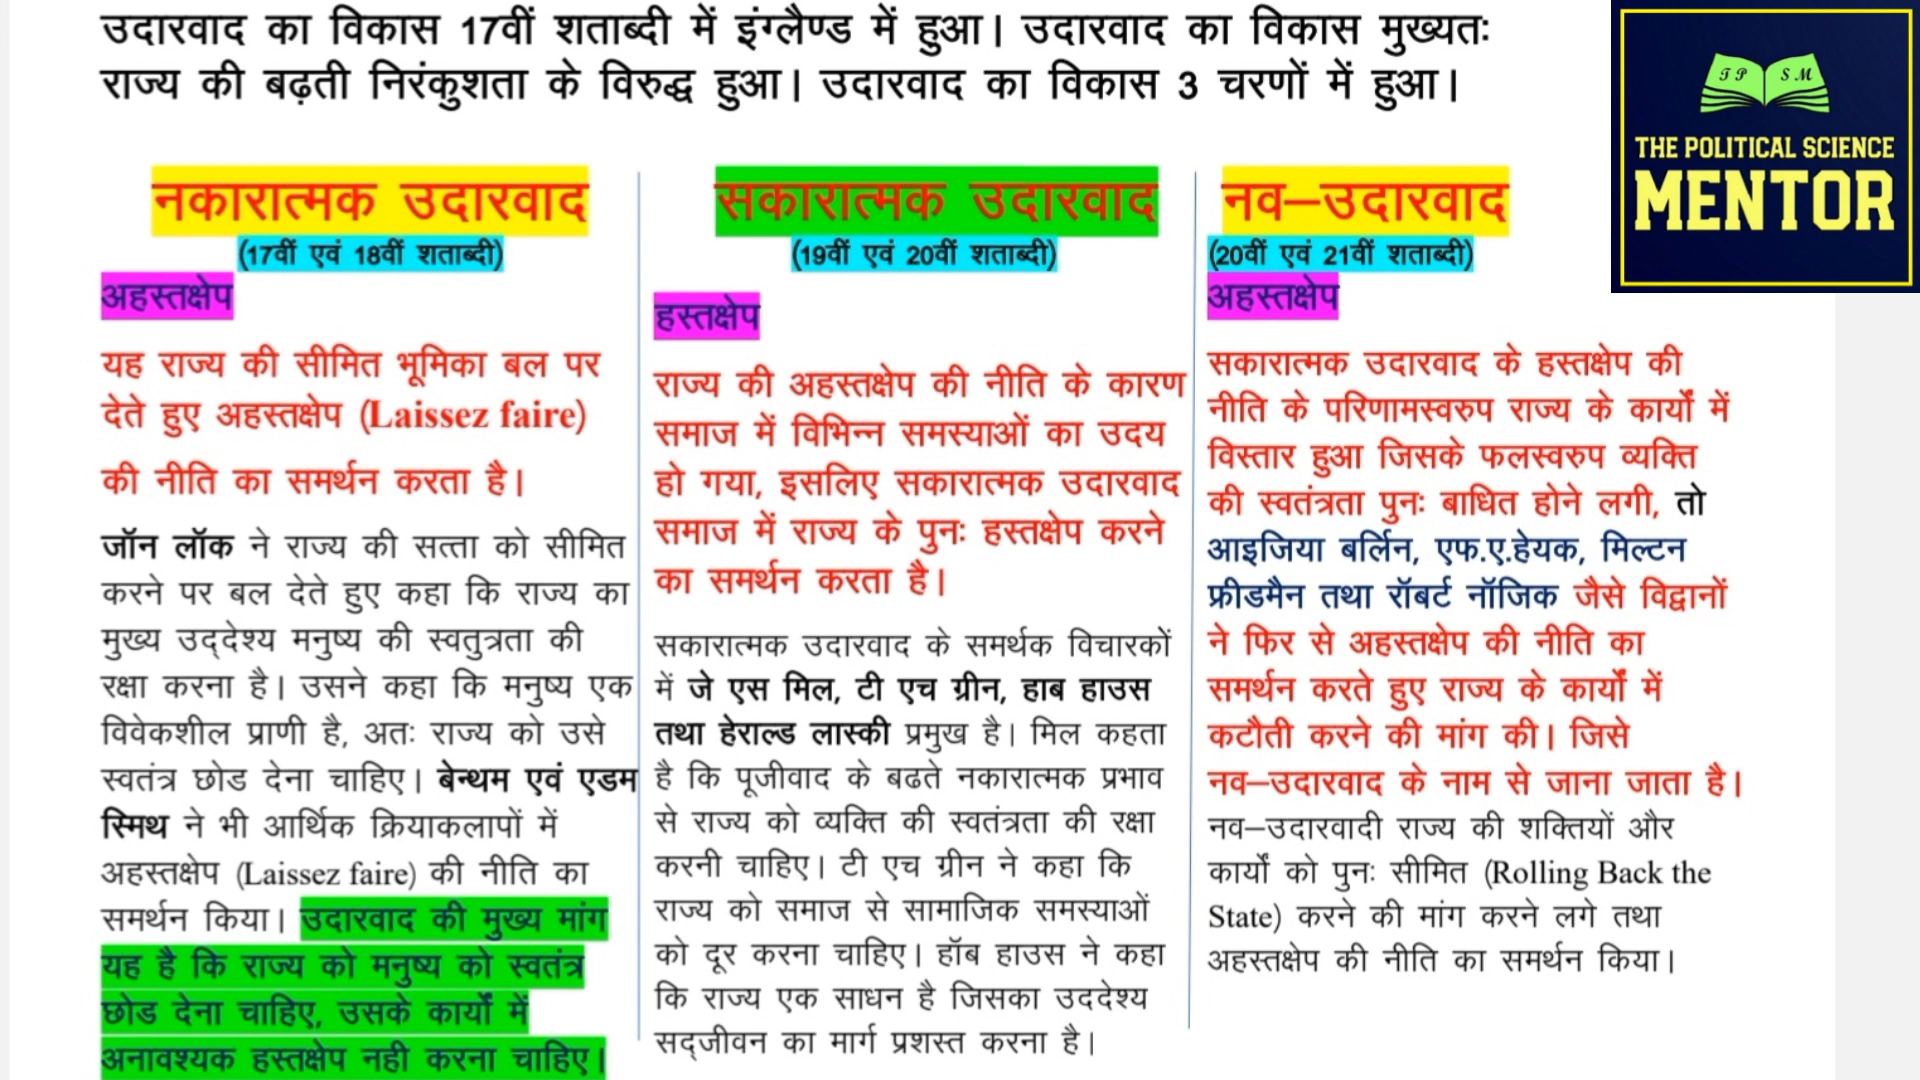 उदारवाद का विकास 17वीं शताब्दी में इंग्लैण्ड में हुआ। उदारवाद का विकास मुख्यतः
राज्य की बढ़ती निरंकुशता के विरुद्ध हुआ। उदारवाद का विकास 3 चरणों में हुआ।
नकारात्मक उदारवाद
(17वीं एवं 18वीं शताब्दी)
अहस्तक्षेप
यह राज्य की सीमित भूमिका बल पर
देते हुए अहस्तक्षेप (Laissez faire)
की नीति का समर्थन करता है।
जॉन लॉक ने राज्य की सत्ता को सीमित
करने पर बल देते हुए कहा कि राज्य का
मुख्य उद्देश्य मनुष्य की स्वतुत्रता की
रक्षा करना है। उसने कहा कि मनुष्य एक
विवेकशील प्राणी है, अतः राज्य को उसे
स्वतंत्र छोड देना चाहिए। बेन्थम एवं एडम
स्मिथ ने भी आर्थिक क्रियाकलापों में
अहस्तक्षेप (Laissez faire) की नीति का
समर्थन किया। उदारवाद की मुख्य मांग
यह है कि राज्य को मनुष्य को स्वतंत्र
छोड देना चाहिए, उसके कार्यों में
अनावश्यक हस्तक्षेप नही करना चाहिए।
सकारात्मक उदारवाद
(19वीं एवं 20वीं शताब्दी)
हस्तक्षेप
राज्य की अहस्तक्षेप की नीति के कारण
समाज में विभिन्न समस्याओं का उदय
हो गया, इसलिए सकारात्मक उदारवाद
समाज में राज्य के पुनः हस्तक्षेप करने
का समर्थन करता है।
सकारात्मक उदारवाद के समर्थक विचारकों
में जे एस मिल, टी एच ग्रीन, हाब हाउस
तथा हेराल्ड लास्की प्रमुख है। मिल कहता
है कि पूजीवाद के बढते नकारात्मक प्रभाव
से राज्य को व्यक्ति की स्वतंत्रता की रक्षा
करनी चाहिए। टी एच ग्रीन ने कहा कि
राज्य को समाज से सामाजिक समस्याओं
को दूर करना चाहिए। हॉब हाउस ने कहा
कि राज्य एक साधन है जिसका उददेश्य
सद्जीवन का मार्ग प्रशस्त करना है।
नव–उदारवाद
(20वीं एवं 21वीं शताब्दी)
अहस्तक्षेप
सकारात्मक उदारवाद के हस्तक्षेप की
नीति के परिणामस्वरुप राज्य के कार्यों में
विस्तार हुआ जिसके फलस्वरुप व्यक्ति
की स्वतंत्रता पुनः बाधित होने लगी, तो
आइजिया बर्लिन, एफ.ए.हेयक, मिल्टन
फ्रीडमैन तथा रॉबर्ट नॉजिक जैसे विद्वानों
ने फिर से अहस्तक्षेप की नीति का
समर्थन करते हुए राज्य के कार्यों में
कटौती करने की मांग की। जिसे
नव–उदारवाद के नाम से जाना जाता है।
नव–उदारवादी राज्य की शक्तियों और
कार्यों को पुनः सीमित (Rolling Back the
State) करने की मांग करने लगे तथा
अहस्तक्षेप की नीति का समर्थन किया।
T P S M
THE POLITICAL SCIENCE
MENTOR